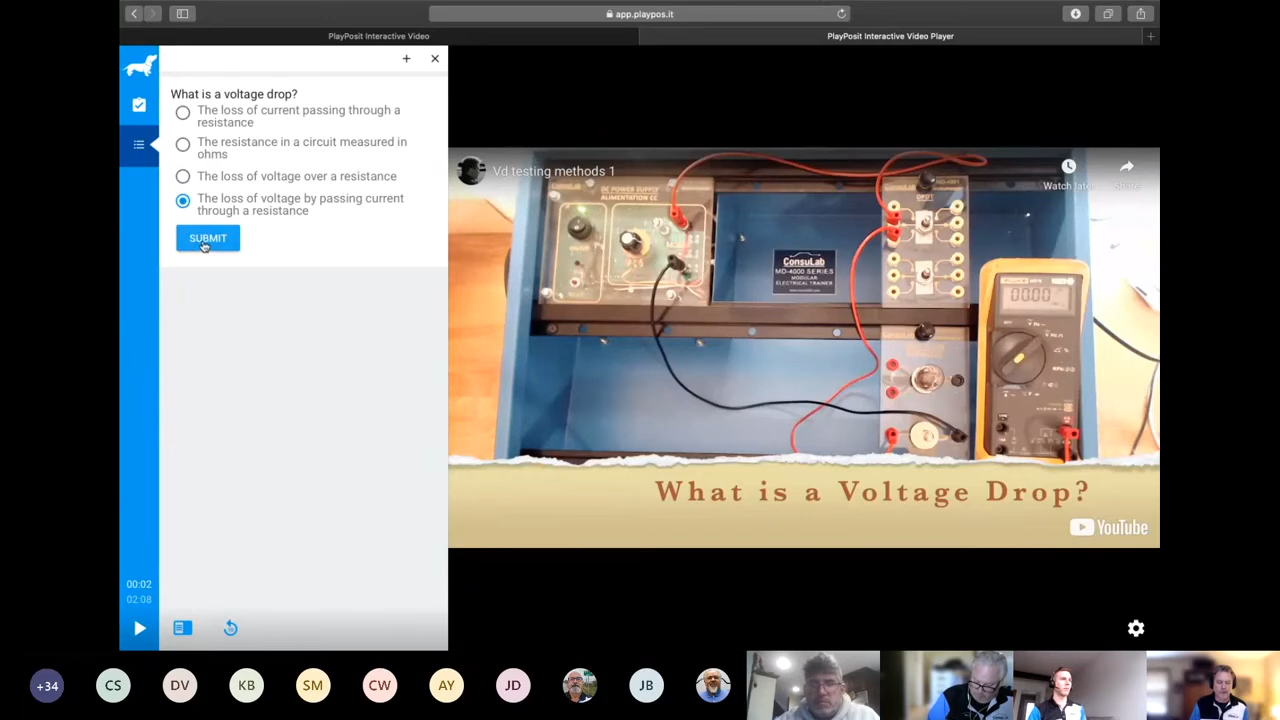 app.playpos.it
PlayPosit Interactive Video
PlayPosit Interactive Video Player
What is a voltage drop?
The loss of current passing through a
resistance
The resistance in a circuit measured in
ohms
The loss of voltage over a resistance
The loss of voltage by passing current
through a resistance
SUBMIT
Vd testing methods 1
Watch later
Share
DC POWER SUPPLY
ALIMENTATION CC
ConsuLab
MD-4000 SERIES
MODULAR
ELECTRICAL TRAINER
DPDT
00.00
What is a Voltage Drop?
YouTube
00:02
02:08
+34
CS
DV
KB
SM
CW
AY
JD
JB